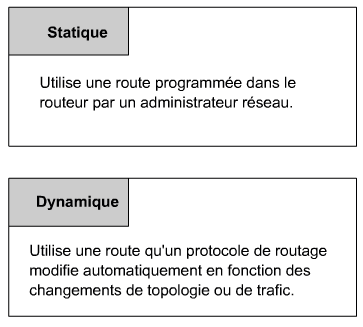 Statique
Utilise une route programmée dans le
routeur par un administrateur réseau.
Dynamique
Utilise une route qu'un protocole de routage
modifie automatiquement en fonction des
changements de topologie ou de trafic.